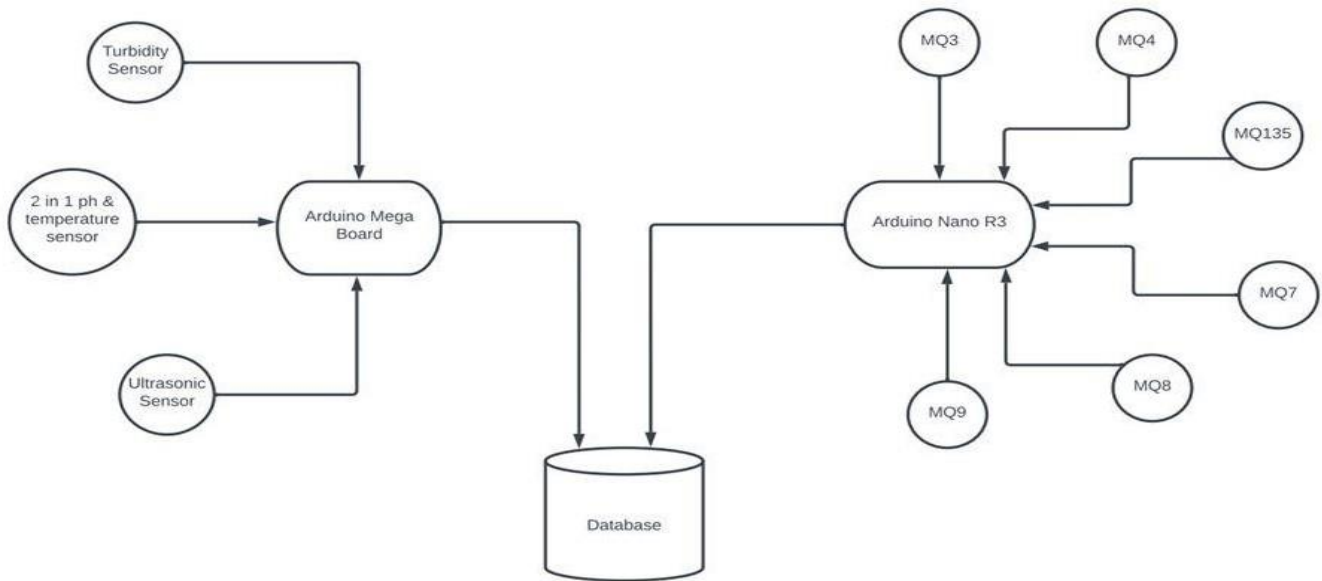 Turbidity
Sensor
2 in 1 ph &
temperature
sensor
Ultrasonic
Sensor
Arduino Mega
Board
MQ3
MQ4
MQ135
Arduino Nano R3
MQ7
MQ8
MQ9
Database